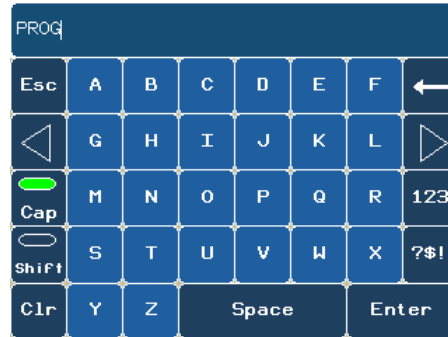 PROG
Esc A B C D E F
G H I J K L
Cap M N O P Q R 123
Shift S T U V W X ?$!
Clr Y Z Space Enter